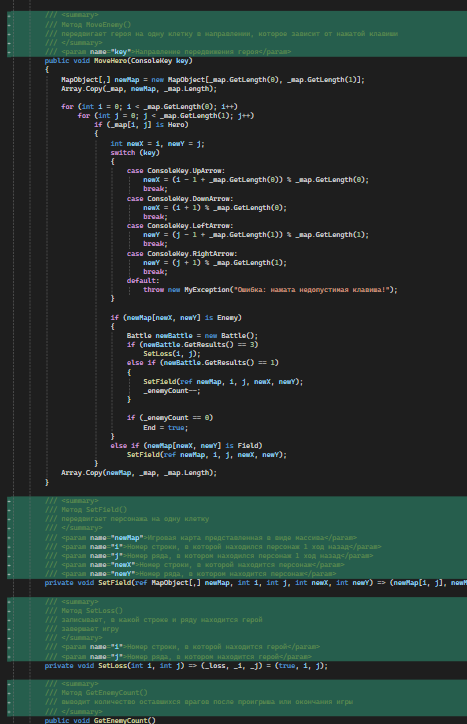 /// <summary>
/// Метод MoveEnemy()
/// передвигает героя на одну клетку в направлении, которое зависит от нажатой клавиши
/// </summary>
/// <param name="key">Направление передвижения героя</param>
public void MoveHero(ConsoleKey key)
{
MapObject[,] newMap = new MapObject[_map.GetLength(0), _map.GetLength(1)];
Array.Copy(_map, newMap, _map.Length);
for (int i = 0; i < _map.GetLength(0); i++)
for (int j = 0; j < _map.GetLength(1); j++)
if (_map[i, j] is Hero)
{
int newX = i, newY = j;
switch (key)
{
case ConsoleKey.UpArrow:
newX = (i - 1 + _map.GetLength(0)) % _map.GetLength(0);
break;
case ConsoleKey.DownArrow:
newX = (i + 1) % _map.GetLength(0);
break;
case ConsoleKey.LeftArrow:
newY = (j - 1 + _map.GetLength(1)) % _map.GetLength(1);
break;
case ConsoleKey.RightArrow:
newY = (j + 1) % _map.GetLength(1);
break;
default:
throw new MyException("Ошибка: нажата недопустимая клавиша!");
}
if (newMap[newX, newY] is Enemy)
{
Battle newBattle = new Battle();
if (newBattle.GetResults() == 3)
SetLoss(i, j);
else if (newBattle.GetResults() == 1)
{
SetField(ref newMap, i, j, newX, newY);
_enemyCount--;
}
if (_enemyCount == 0)
End = true;
}
else if (newMap[newX, newY] is Field)
SetField(ref newMap, i, j, newX, newY);
}
Array.Copy(newMap, _map, _map.Length);
}
/// <summary>
/// Метод SetField()
/// передвигает персонажа на одну клетку
/// </summary>
/// <param name="newMap">Игровая карта представленная в виде массива</param>
/// <param name="i">Номер строки, в которой находился персонаж 1 ход назад</param>
/// <param name="j">Номер ряда, в котором находился персонаж 1 ход назад</param>
/// <param name="newX">Номер строки, в которой находится персонаж</param>
/// <param name="newY">Номер ряда, в котором находится персонаж</param>
private void SetField(ref MapObject[,] newMap, int i, int j, int newX, int newY) => (newMap[i, j], newM
/// <summary>
/// Метод SetLoss()
/// записывает, в какой строке и ряду находится герой
/// завершает игру
/// </summary>
/// <param name="i">Номер строки, в которой находится герой</param>
/// <param name="j">Номер ряда, в котором находится герой</param>
private void SetLoss(int i, int j) => (_loss, _i, _j) = (true, i, j);
/// <summary>
/// Метод GetEnemyCount()
/// выводит количество оставшихся врагов после проигрыша или окончания игры
/// </summary>
public void GetEnemyCount()